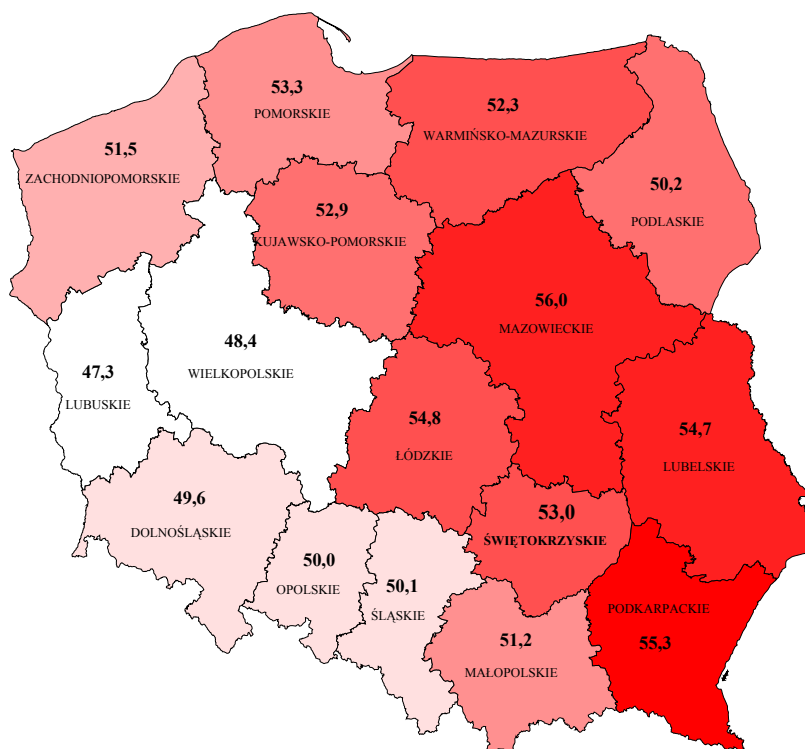 53,3
POMORSKIE
52,3
WARMIŃSKO-MAZURSKIE
51,5
ZACHODNIOPOMORSKIE
50,2
PODLASKIE
52,9
KUJAWSKO-POMORSKIE
56,0
MAZOWIECKIE
48,4
WIELKOPOLSKIE
47,3
LUBUSKIE
54,8
ŁÓDZKIE
54,7
LUBELSKIE
49,6
DOLNOŚLĄSKIE
53,0
ŚWIĘTOKRZYSKIE
50,0
OPOLSKIE
50,1
ŚLĄSKIE
PODKARPACKIE
55,3
51,2
MAŁOPOLSKIE